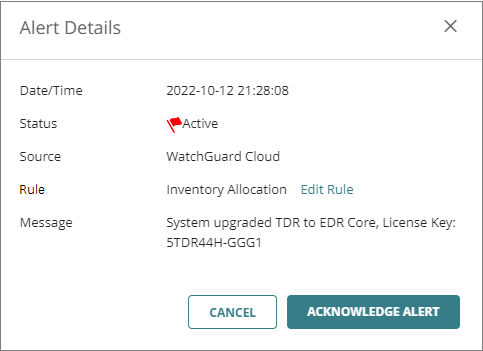 Alert Details
Date/Time 2022-10-12 21:28:08
Status Active
Source WatchGuard Cloud
Rule Inventory Allocation Edit Rule
Message System upgraded TDR to EDR Core, License Key:
5TDR44H-GGG1
CANCEL ACKNOWLEDGE ALERT